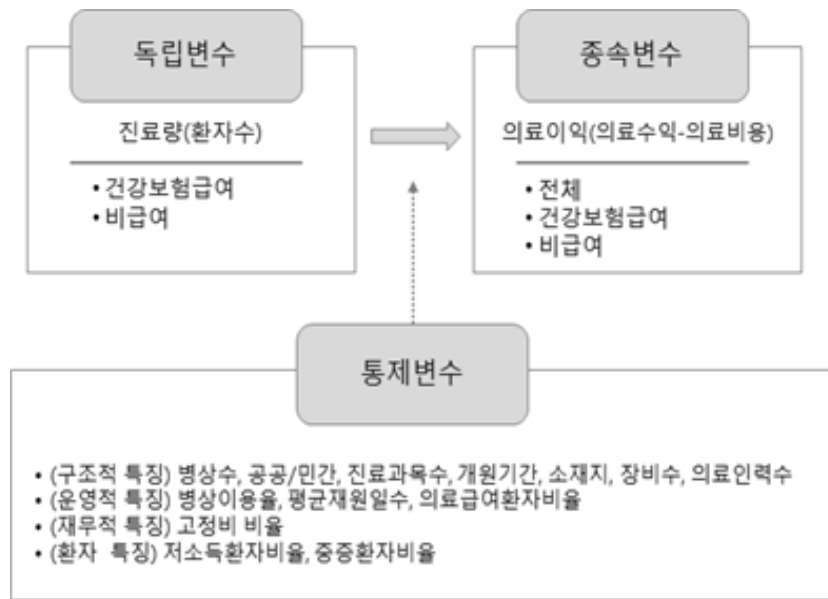 독립변수
진료량(환자수)
• 건강보험급여
• 비급여
종속변수
의료이익(의료수익-의료비용)
• 전체
• 건강보험급여
• 비급여
통제변수
• (구조적 특징) 병상수, 공공/민간, 진료과목수, 개원기간, 소재지, 장비수, 의료인력수
• (운영적 특징) 병상이용율, 평균재원일수, 의료급여환자비율
• (재무적 특징) 고정비 비율
• (환자 특징) 저소득환자비율, 중증환자비율